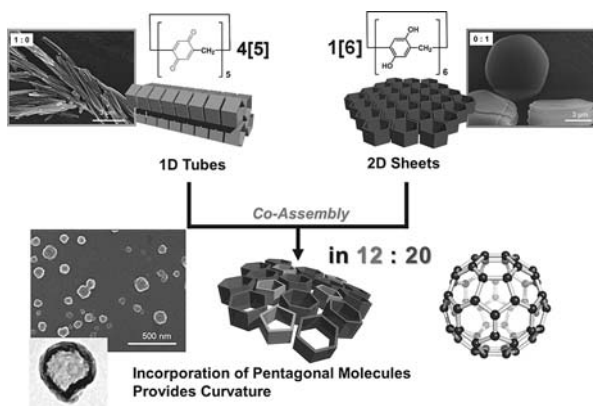 1 : 0
O
O
CH2
5
4[5]
1[6]
OH
HO
CH2
6
0 : 1
3 µm
1D Tubes
2D Sheets
Co-Assembly
in 12 : 20
500 nm
Incorporation of Pentagonal Molecules
Provides Curvature